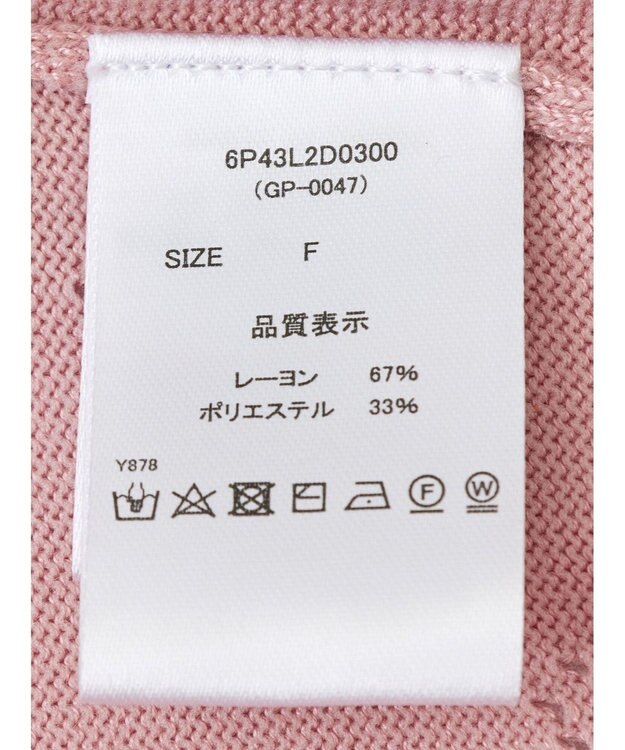 6P43L2D0300
(GP-0047)
SIZE F
品質表示
レーヨン 67%
ポリエステル 33%
Y878
F W